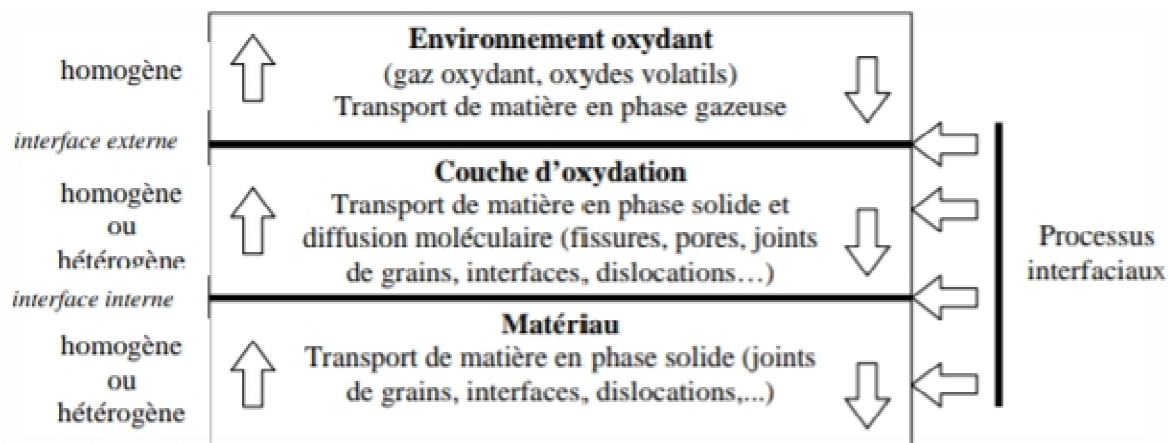 homogène
interface externe
homogène
ou
hétérogène
interface interne
homogène
ou
hétérogène
Environnement oxydant
(gaz oxydant, oxydes volatils)
Transport de matière en phase gazeuse
Couche d’oxydation
Transport de matière en phase solide et
diffusion moléculaire (fissures, pores, joints
de grains, interfaces, dislocations…)
Matériau
Transport de matière en phase solide (joints
de grains, interfaces, dislocations,...)
Processus
interfaciaux